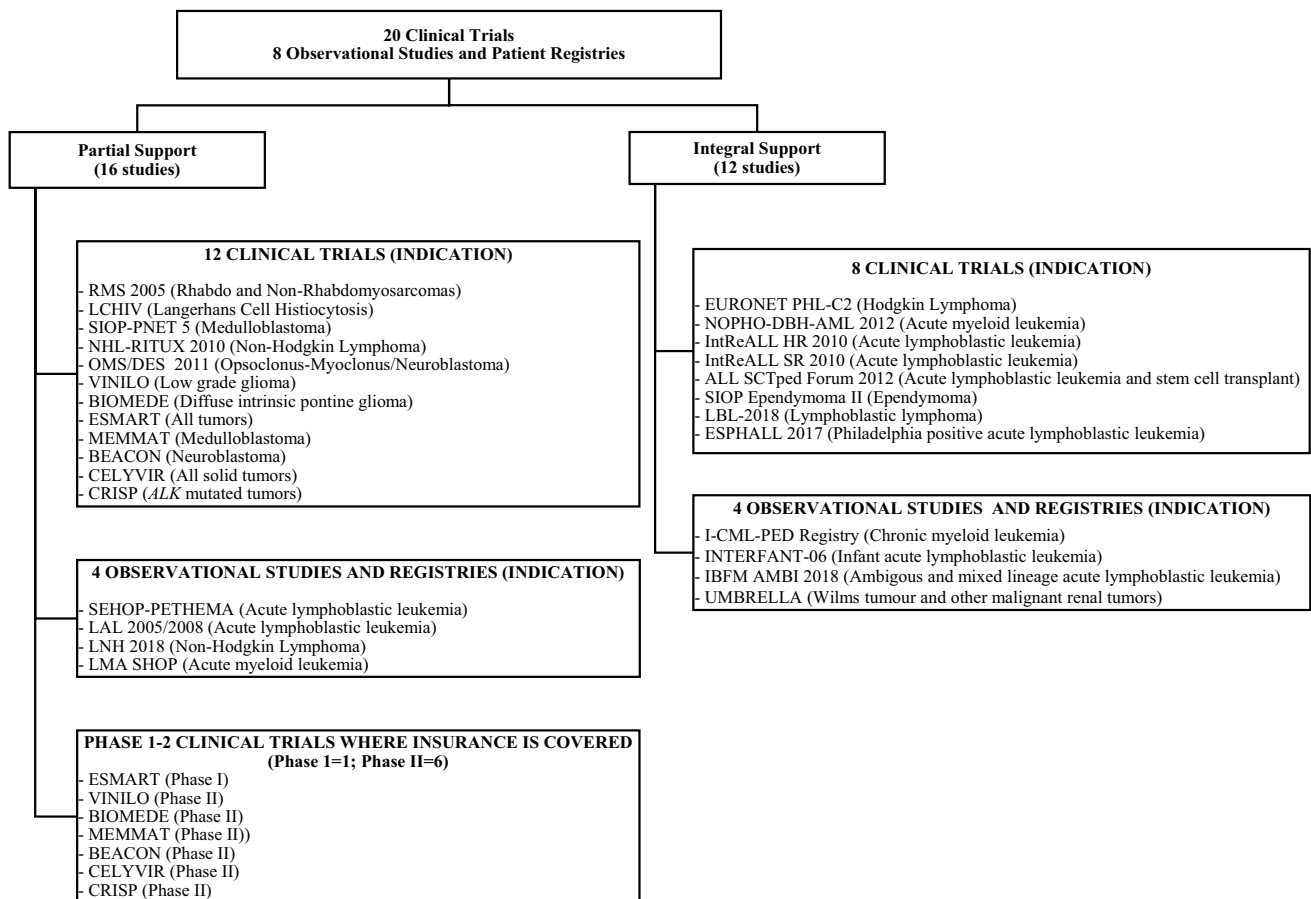 20 Clinical Trials
8 Observational Studies and Patient Registries
Partial Support
(16 studies)
Integral Support
(12 studies)
12 CLINICAL TRIALS (INDICATION)
- RMS 2005 (Rhabdo and Non-Rhabdomyosarcomas)
- LCHIV (Langerhans Cell Histiocytosis)
- SIOP-PNET 5 (Medulloblastoma)
- NHL-RITUX 2010 (Non-Hodgkin Lymphoma)
- OMS/DES 2011 (Opsoclonus-Myoclonus/Neuroblastoma)
- VINILO (Low grade glioma)
- BIOMEDE (Diffuse intrinsic pontine glioma)
- ESMART (All tumors)
- MEMMAT (Medulloblastoma)
- BEACON (Neuroblastoma)
- CELYVIR (All solid tumors)
- CRISP (ALK mutated tumors)
8 CLINICAL TRIALS (INDICATION)
- EURONET PHL-C2 (Hodgkin Lymphoma)
- NOPHO-DBH-AML 2012 (Acute myeloid leukemia)
- IntReALL HR 2010 (Acute lymphoblastic leukemia)
- IntReALL SR 2010 (Acute lymphoblastic leukemia)
- ALL SCTped Forum 2012 (Acute lymphoblastic leukemia and stem cell transplant)
- SIOP Ependymoma II (Ependymoma)
- LBL-2018 (Lymphoblastic lymphoma)
- ESPHALL 2017 (Philadelphia positive acute lymphoblastic leukemia)
4 OBSERVATIONAL STUDIES AND REGISTRIES (INDICATION)
- I-CML-PED Registry (Chronic myeloid leukemia)
- INTERFANT-06 (Infant acute lymphoblastic leukemia)
- IBFM AMBI 2018 (Ambigous and mixed lineage acute lymphoblastic leukemia)
- UMBRELLA (Wilms tumour and other malignant renal tumors)
4 OBSERVATIONAL STUDIES AND REGISTRIES (INDICATION)
- SEHOP-PETHEMA (Acute lymphoblastic leukemia)
- LAL 2005/2008 (Acute lymphoblastic leukemia)
- LNH 2018 (Non-Hodgkin Lymphoma)
- LMA SHOP (Acute myeloid leukemia)
PHASE 1-2 CLINICAL TRIALS WHERE INSURANCE IS COVERED
(Phase 1=1; Phase II=6)
- ESMART (Phase I)
- VINILO (Phase II)
- BIOMEDE (Phase II)
- MEMMAT (Phase II))
- BEACON (Phase II)
- CELYVIR (Phase II)
- CRISP (Phase II)